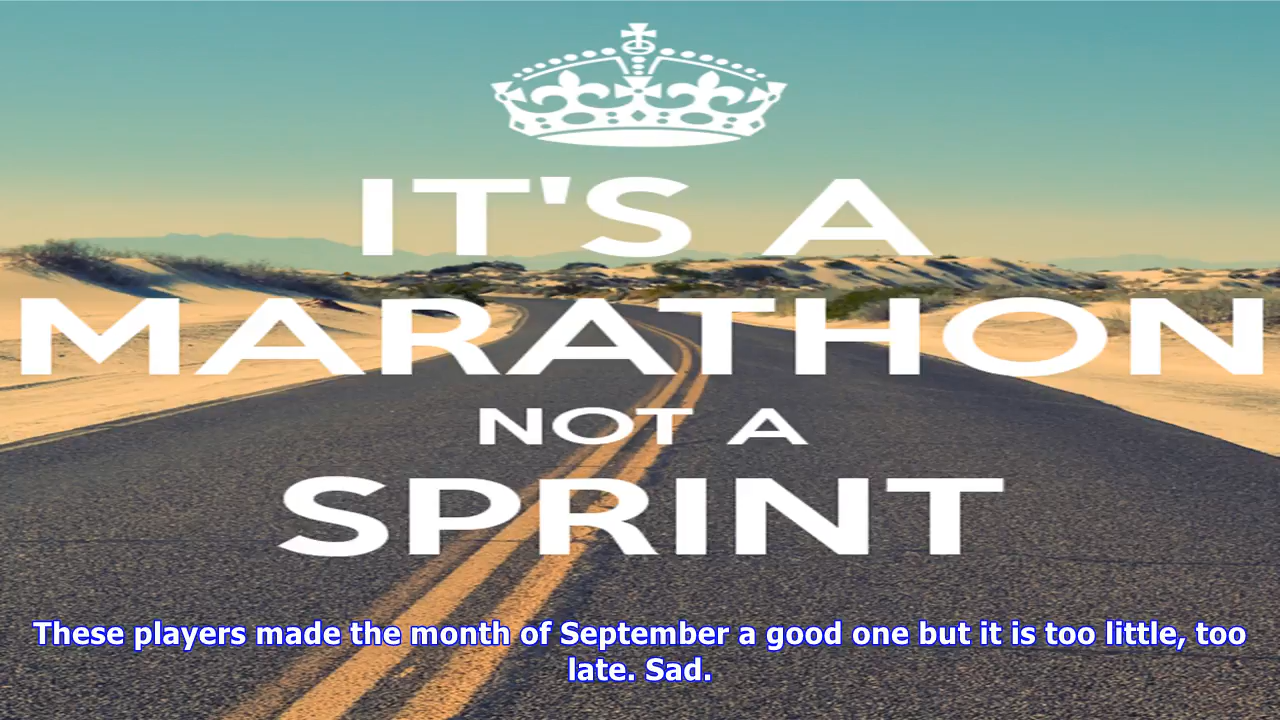 IT'S A
MARATHON
NOT A
SPRINT
These players made the month of September a good one but it is too little, too
late. Sad.